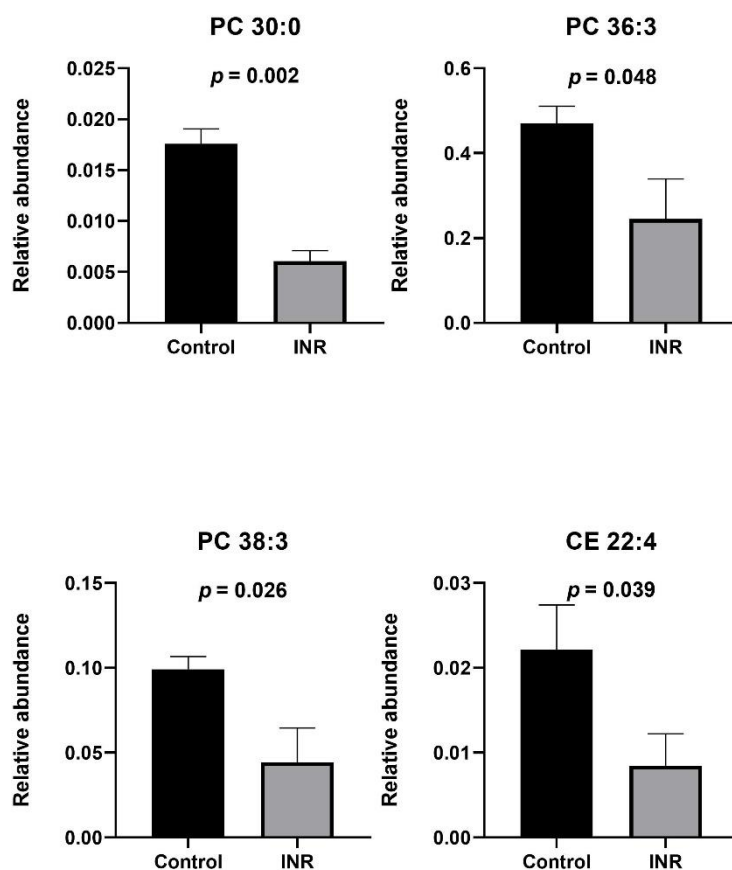 PC 30:0
p = 0.002
Relative abundance
0.025
0.020
0.015
0.010
0.005
0.000
Control INR
PC 36:3
p = 0.048
Relative abundance
0.6
0.4
0.2
0.0
Control INR
PC 38:3
p = 0.026
Relative abundance
0.15
0.10
0.05
0.00
Control INR
CE 22:4
p = 0.039
Relative abundance
0.03
0.02
0.01
0.00
Control INR